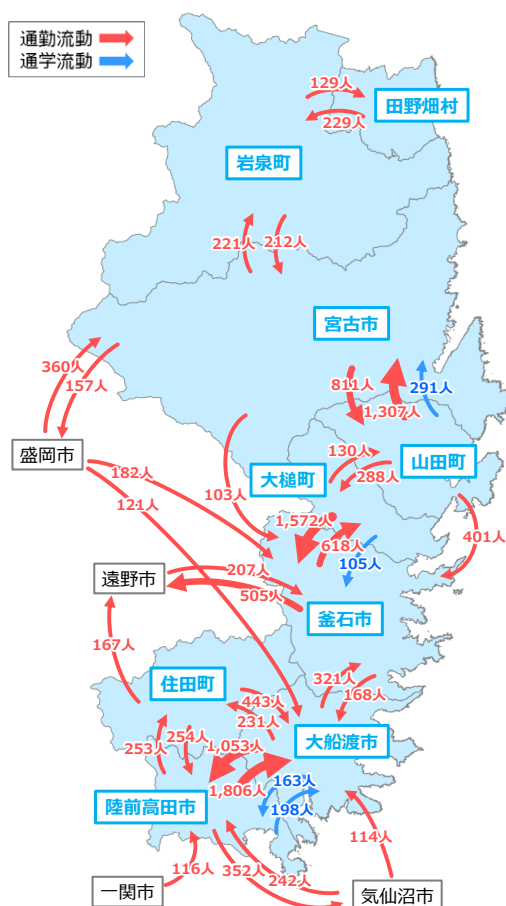 通勤流動
通学流動
129人
田野畑村
229人
岩泉町
221人
212人
宮古市
360人
157人
811人
291人
1,307人
盛岡市
182人
大槌町
130人
山田町
288人
103人
121人
1,572人
618人
401人
105人
遠野市
207人
505人
釜石市
167人
住田町
321人
443人
168人
231人
253人
254人
1,053人
大船渡市
163人
1,806人
陸前高田市
198人
114人
116人
352人
242人
一関市
気仙沼市